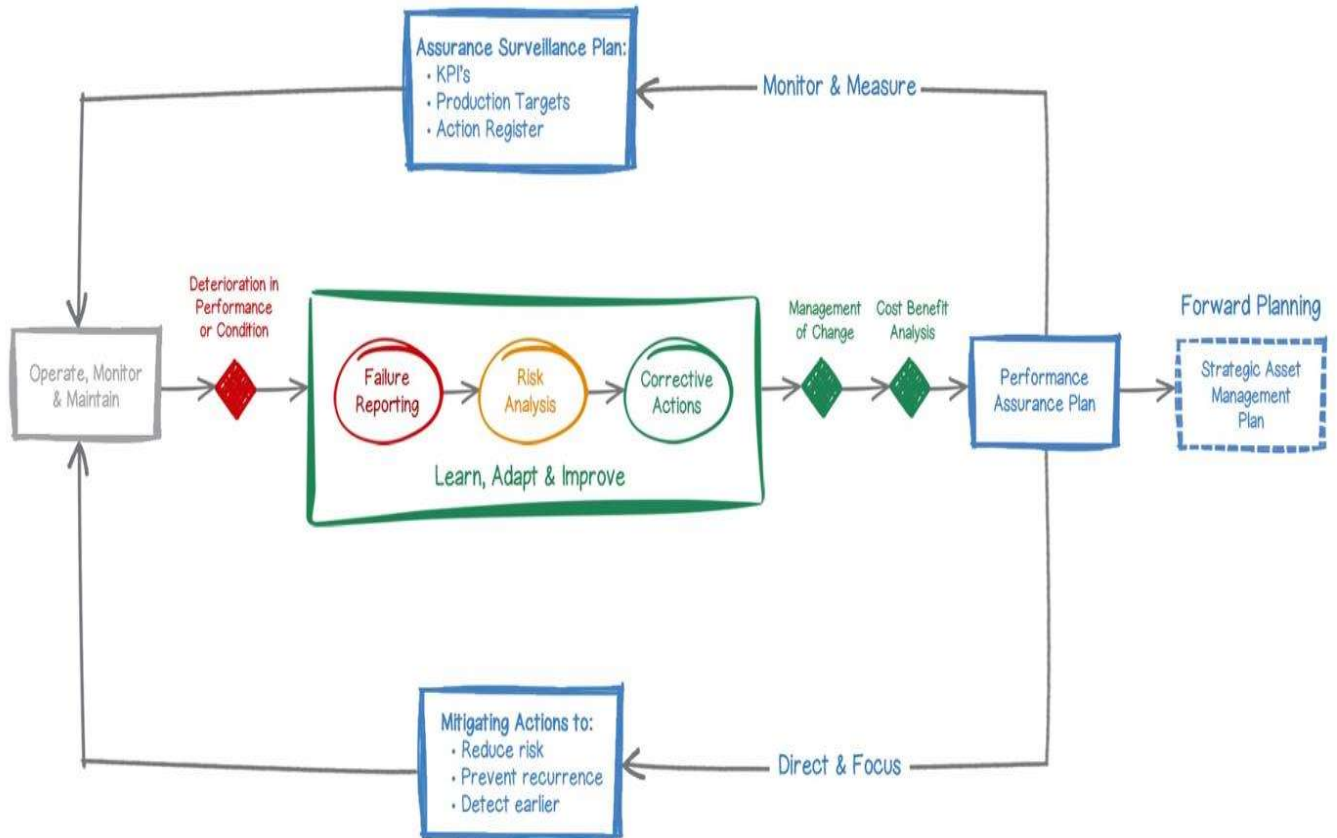 Assurance Surveillance Plan:
• KPI's
• Production Targets
• Action Register
Monitor & Measure
Deterioration in
Performance
or Condition
Operate, Monitor
& Maintain
Failure
Reporting
Risk
Analysis
Corrective
Actions
Learn, Adapt & Improve
Management
of Change
Cost Benefit
Analysis
Performance
Assurance Plan
Forward Planning
Strategic Asset
Management
Plan
Mitigating Actions to:
• Reduce risk
• Prevent recurrence
• Detect earlier
Direct & Focus